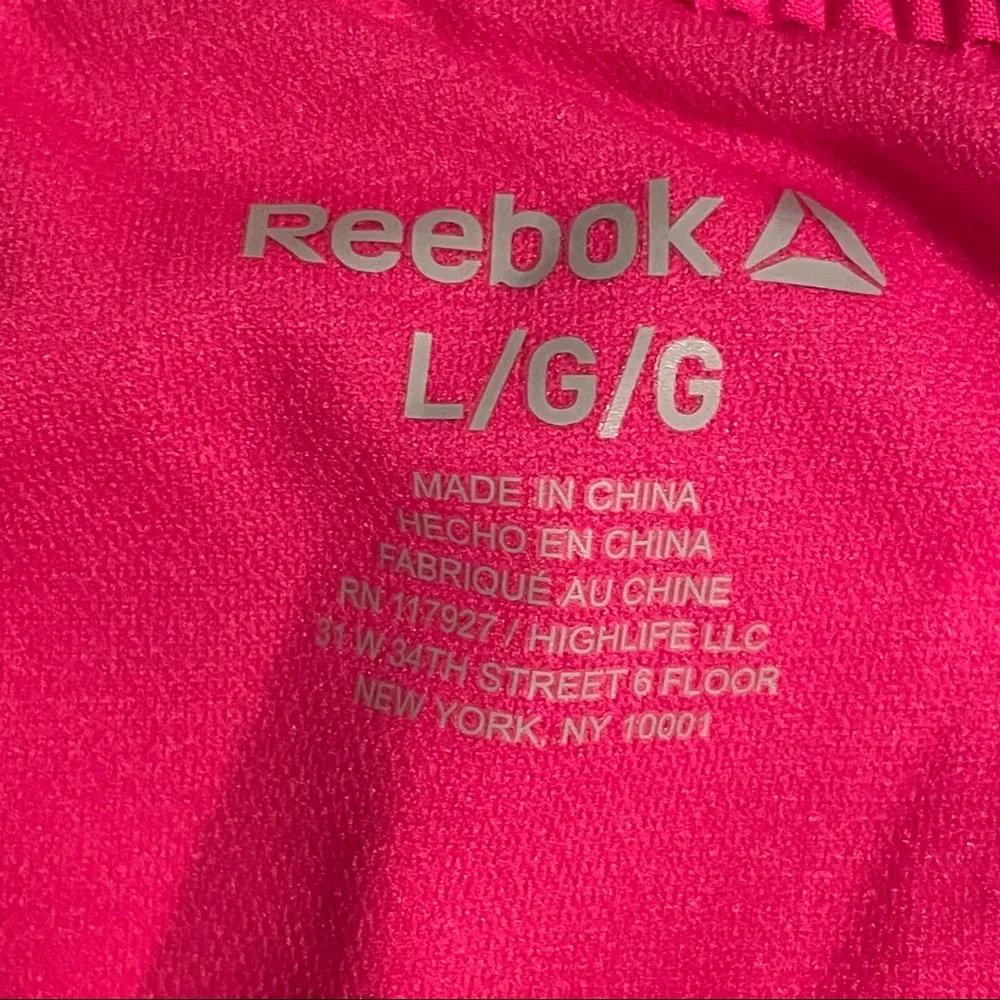 Reebok
L/G/G
MADE IN CHINA
HECHO EN CHINA
FABRIQUÉ AU CHINE
RN 117927 / HIGHLIFE LLC
31 W 34TH STREET 6 FLOOR
NEW YORK, NY 10001